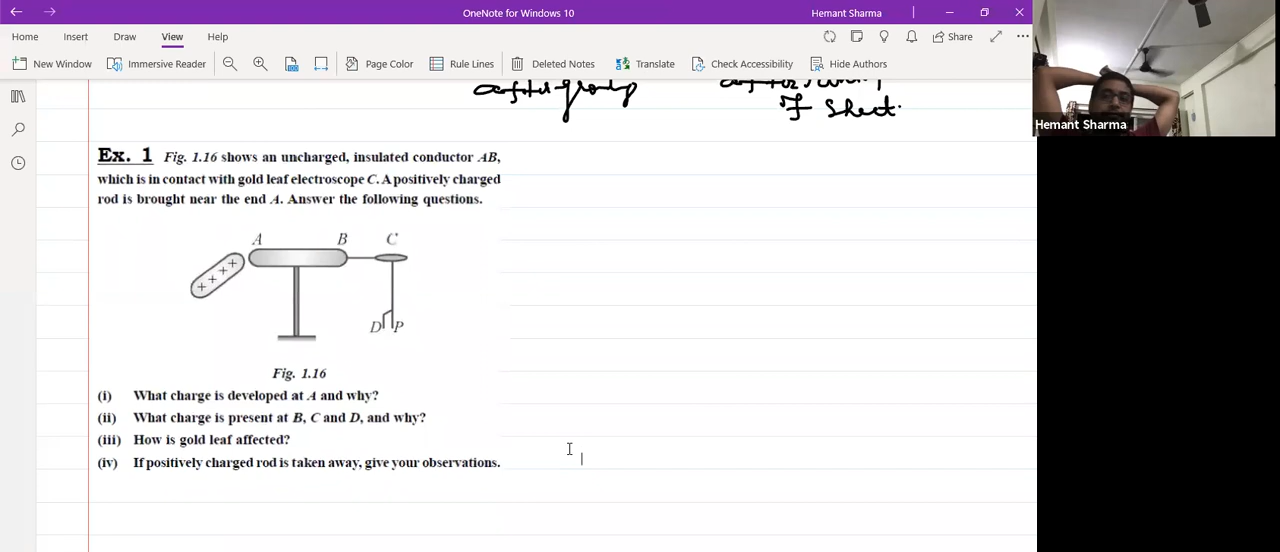 OneNote for Windows 10
Hemant Sharma
Home Insert Draw View Help
Share
New Window Immersive Reader Page Color Rule Lines Deleted Notes Translate Check Accessibility Hide Authors
If sheet.
Hemant Sharma
Ex. 1 Fig. 1.16 shows an uncharged, insulated conductor AB,
which is in contact with gold leaf electroscope C. A positively charged
rod is brought near the end A. Answer the following questions.
A B C
+ + + +
D P
Fig. 1.16
(i) What charge is developed at A and why?
(ii) What charge is present at B, C and D, and why?
(iii) How is gold leaf affected?
(iv) If positively charged rod is taken away, give your observations.